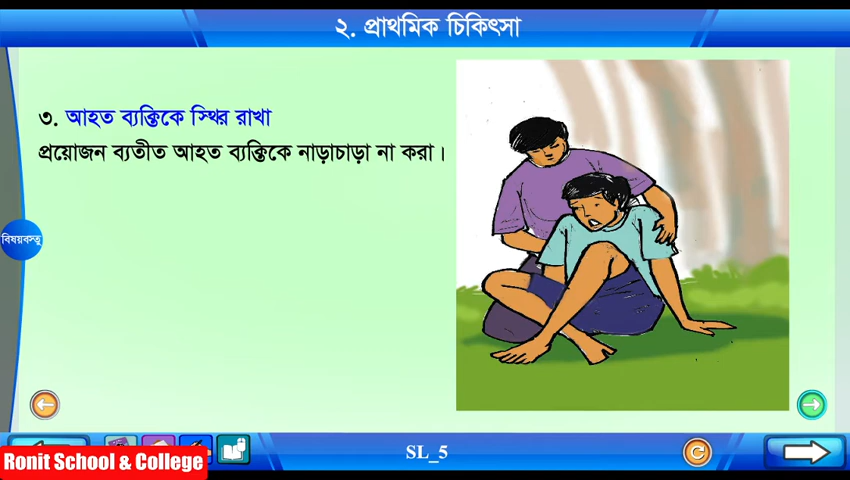 ২. প্রাথমিক চিকিৎসা
৩. আহত ব্যক্তিকে স্থির রাখা
প্রয়োজন ব্যতীত আহত ব্যক্তিকে নাড়াচাড়া না করা।
বিষয়বস্তু
SL_5
Ronit School & College